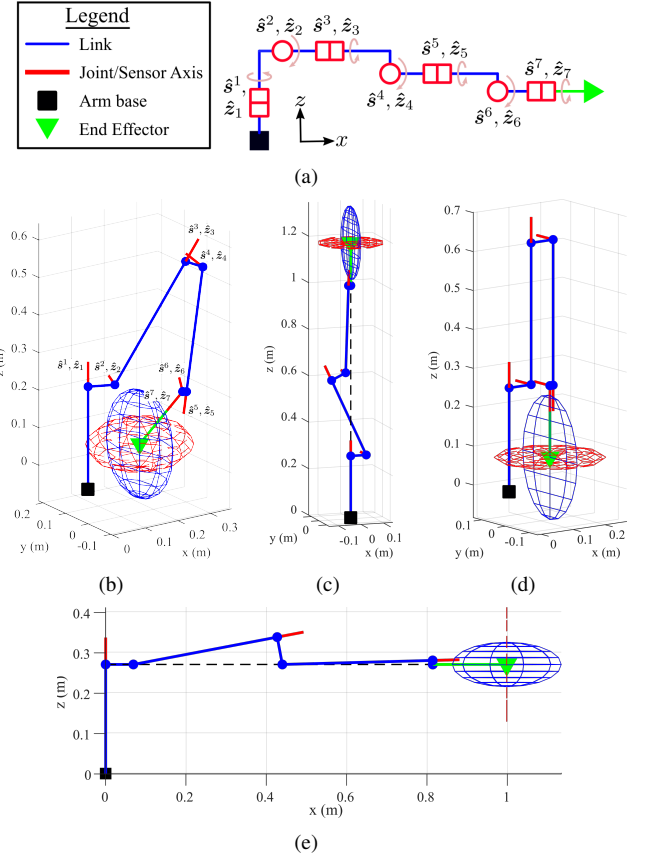 Legend
Link
Joint/Sensor Axis
Arm base
End Effector
ŝ², ẑ₂ ŝ³, ẑ₃
ŝ¹, ẑ₁
ŝ⁵, ẑ₅
ŝ⁴, ẑ₄
ŝ⁷, ẑ₇
ŝ⁶, ẑ₆
z
x
(a)
0.6
0.5
0.4
0.3
0.2
0.1
0
z (m)
0.2
0.1
0
-0.1
y (m)
0
0.1
0.2
0.3
x (m)
ŝ³, ẑ₃
ŝ⁴, ẑ₄
ŝ¹, ẑ₁ ŝ², ẑ₂
ŝ⁶, ẑ₆
ŝ⁷, ẑ₇
ŝ⁵, ẑ₅
(b)
1.2
1
0.8
0.6
0.4
0.2
0
z (m)
0.1
0
y (m)
-0.1
0
0.1
x (m)
(c)
0.7
0.6
0.5
0.4
0.3
0.2
0.1
0
z (m)
0.1
0
-0.1
y (m)
0
0.1
0.2
x (m)
(d)
0.4
0.3
0.2
0.1
0
z (m)
0 0.2 0.4 0.6 0.8 1
x (m)
(e)